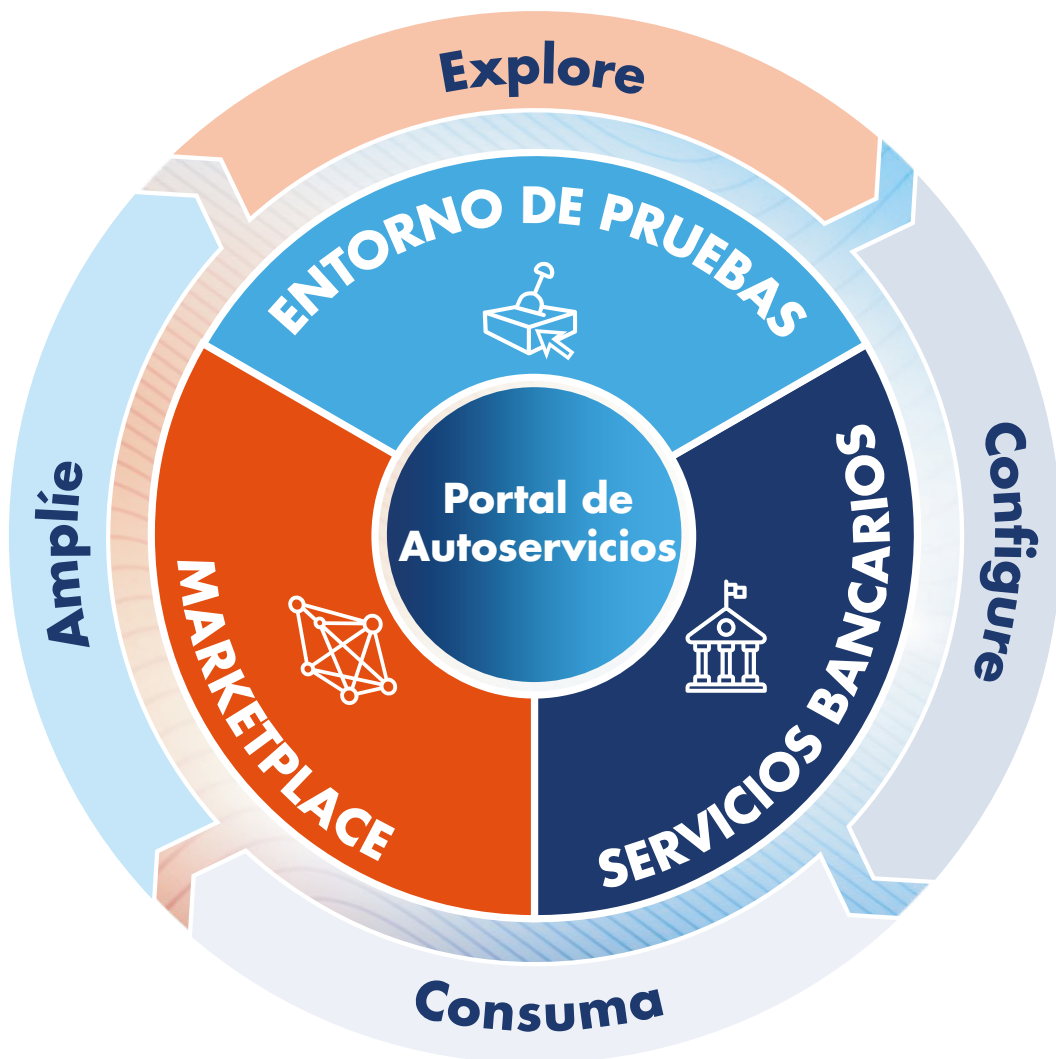 Explore
ENTORNO DE PRUEBAS
Portal de
Autoservicios
Amplíe
Configure
MARKETPLACE
SERVICIOS BANCARIOS
Consuma